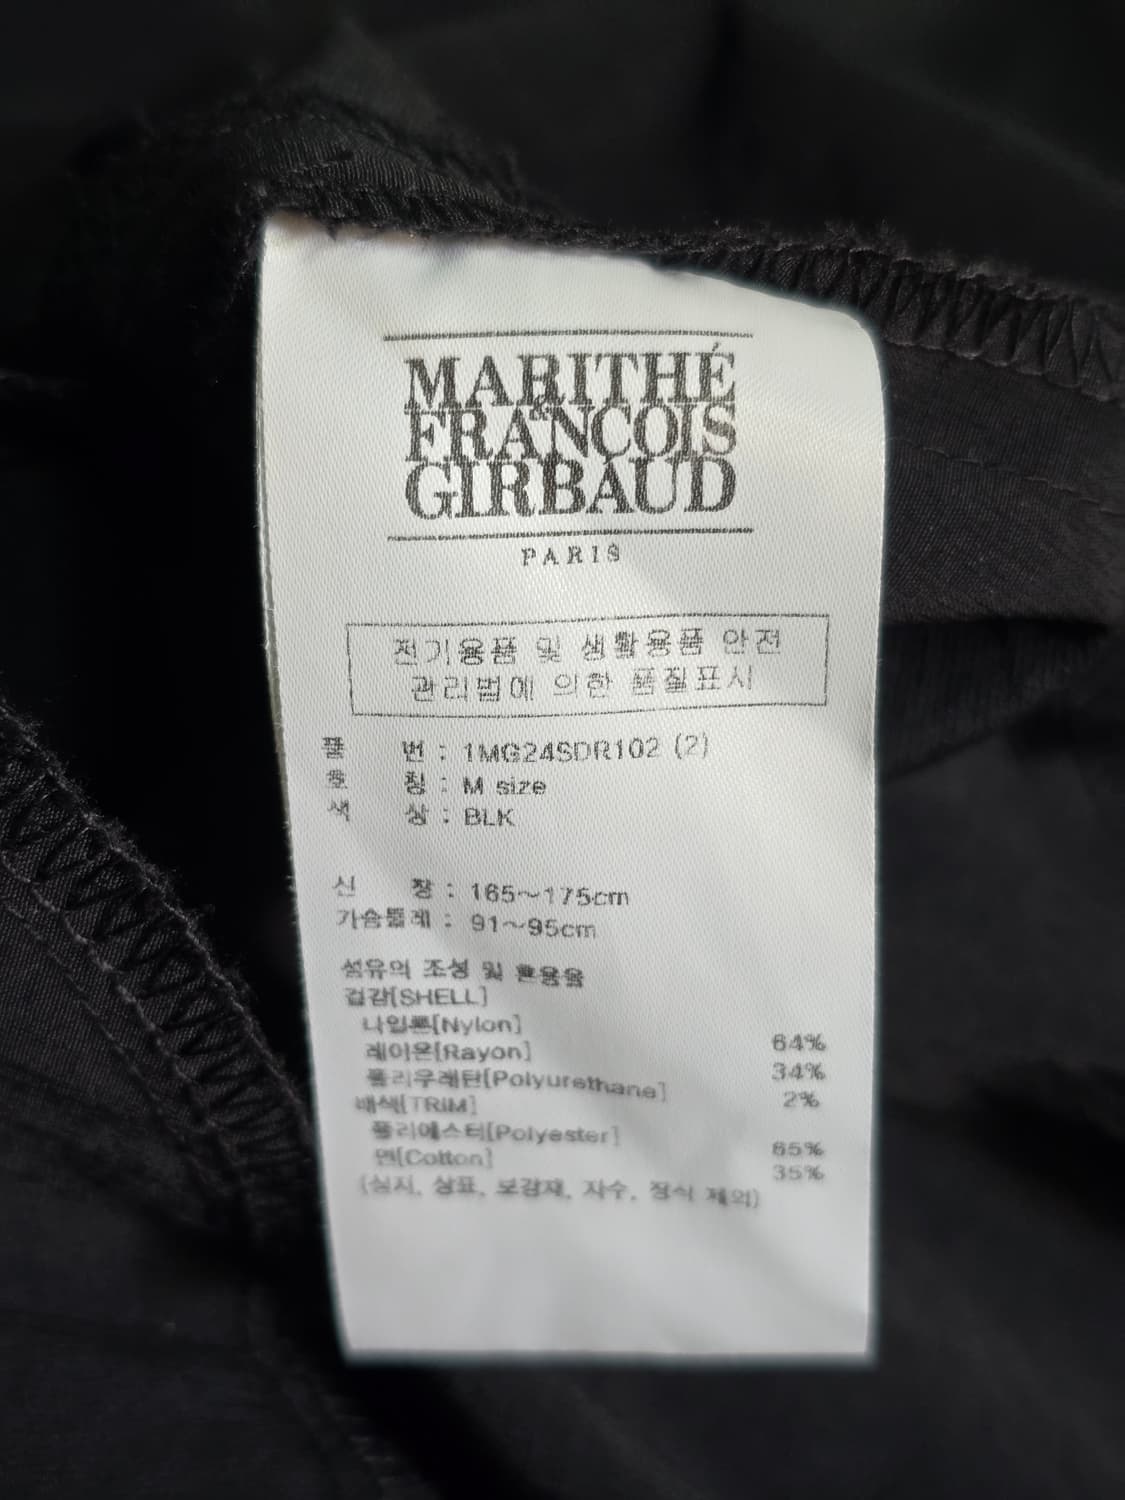 MARITHÉ
&
FRANCOIS
GIRBAUD
PARIS
전기용품 및 생활용품 안전
관리법에 의한 품질표시
품 번 : 1MG24SDR102 (2)
호 칭 : M size
색 상 : BLK
신 장 : 165~175cm
가슴둘레 : 91~95cm
섬유의 조성 및 혼용율
겉감[SHELL]
나일론[Nylon] 64%
레이온[Rayon] 34%
폴리우레탄[Polyurethane] 2%
배색[TRIM]
폴리에스터[Polyester] 65%
면[Cotton] 35%
(심지, 상표, 보강재, 자수, 장식 제외)